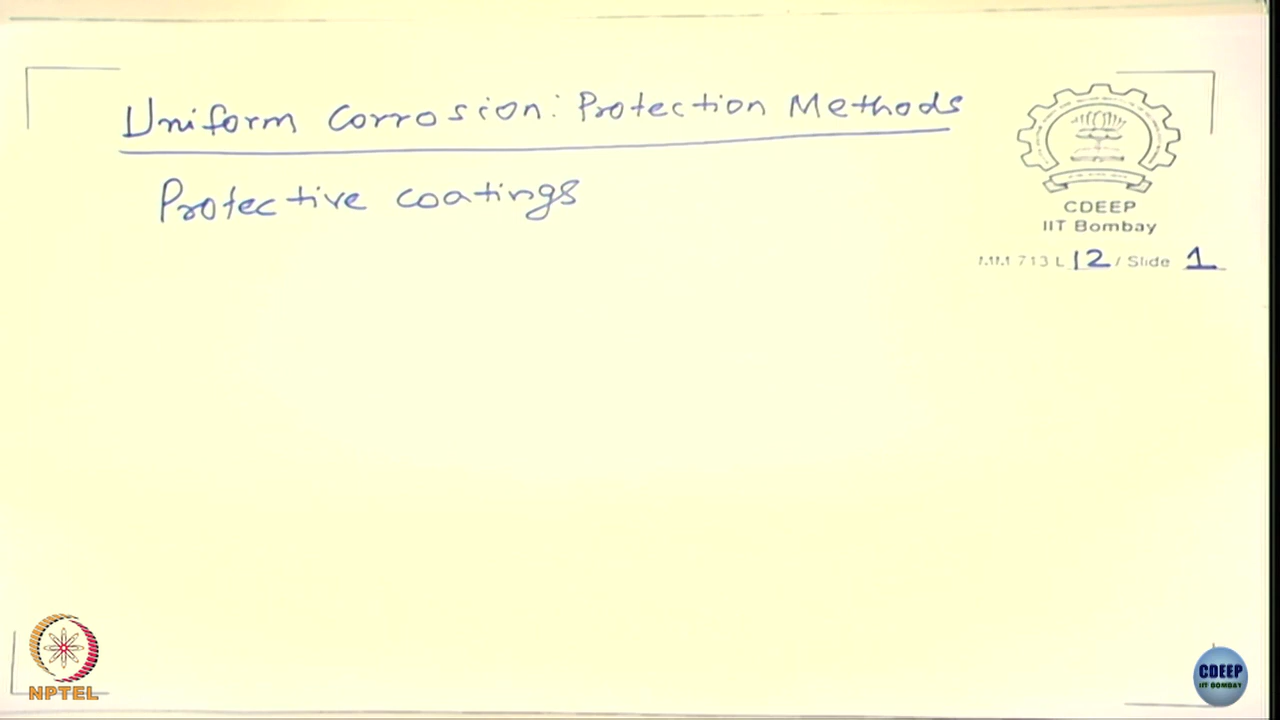 Uniform Corrosion: Protection Methods
Protective coatings
CDEEP
IIT Bombay
MM 713 L 12 / Slide 1
NPTEL
CDEEP
IIT BOMBAY